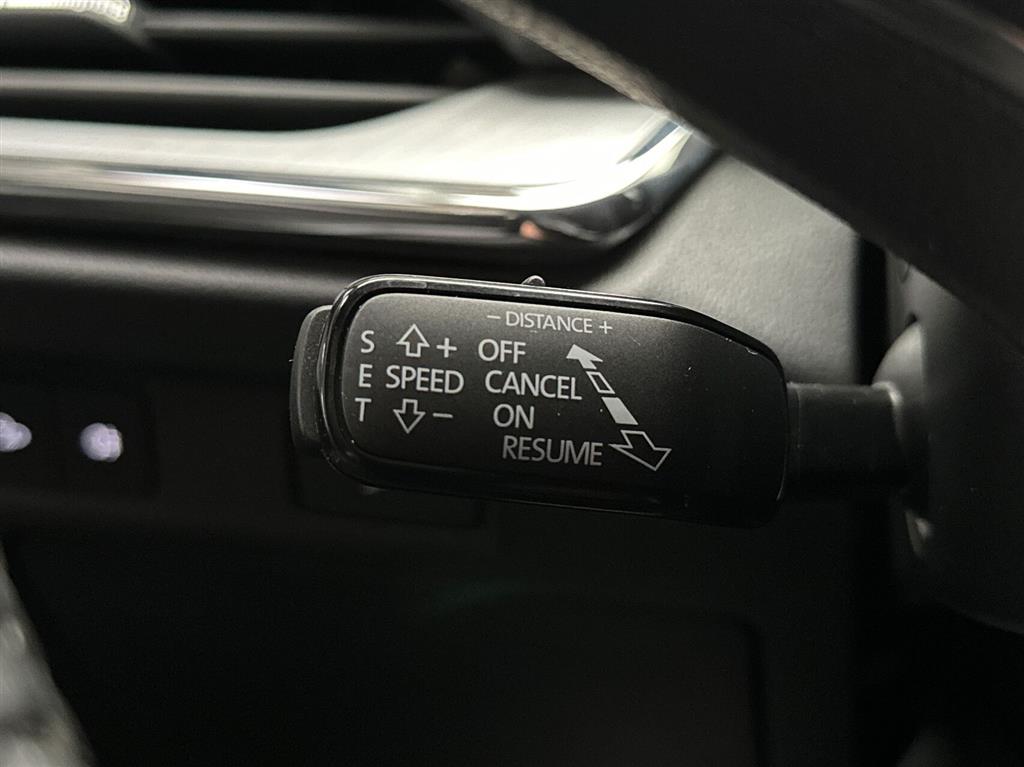 − DISTANCE +
S + OFF
E SPEED CANCEL
T − ON
RESUME